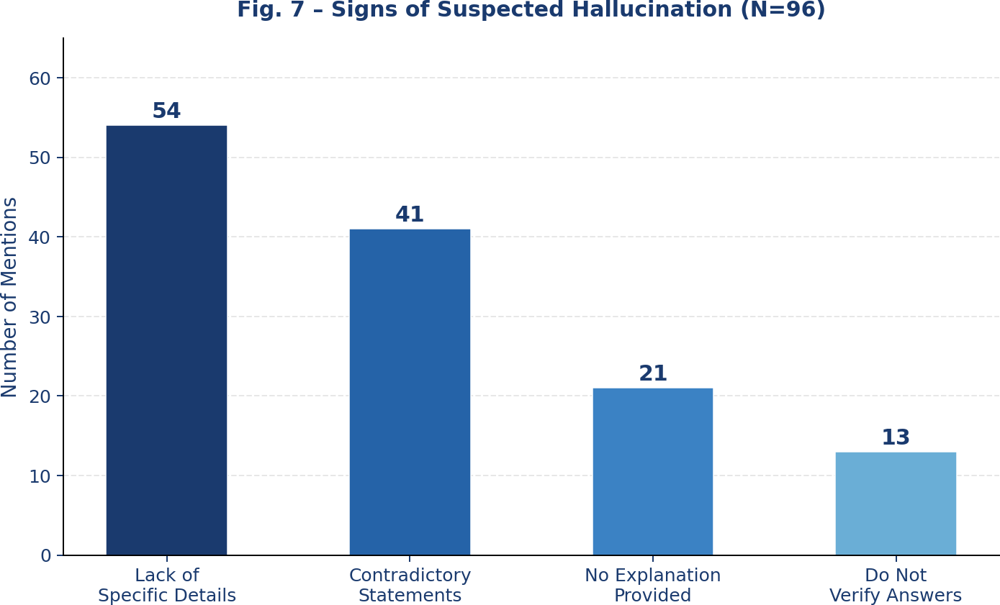 Fig. 7 – Signs of Suspected Hallucination (N=96)
Number of Mentions
60
50
40
30
20
10
0
54
41
21
13
Lack of
Specific Details
Contradictory
Statements
No Explanation
Provided
Do Not
Verify Answers